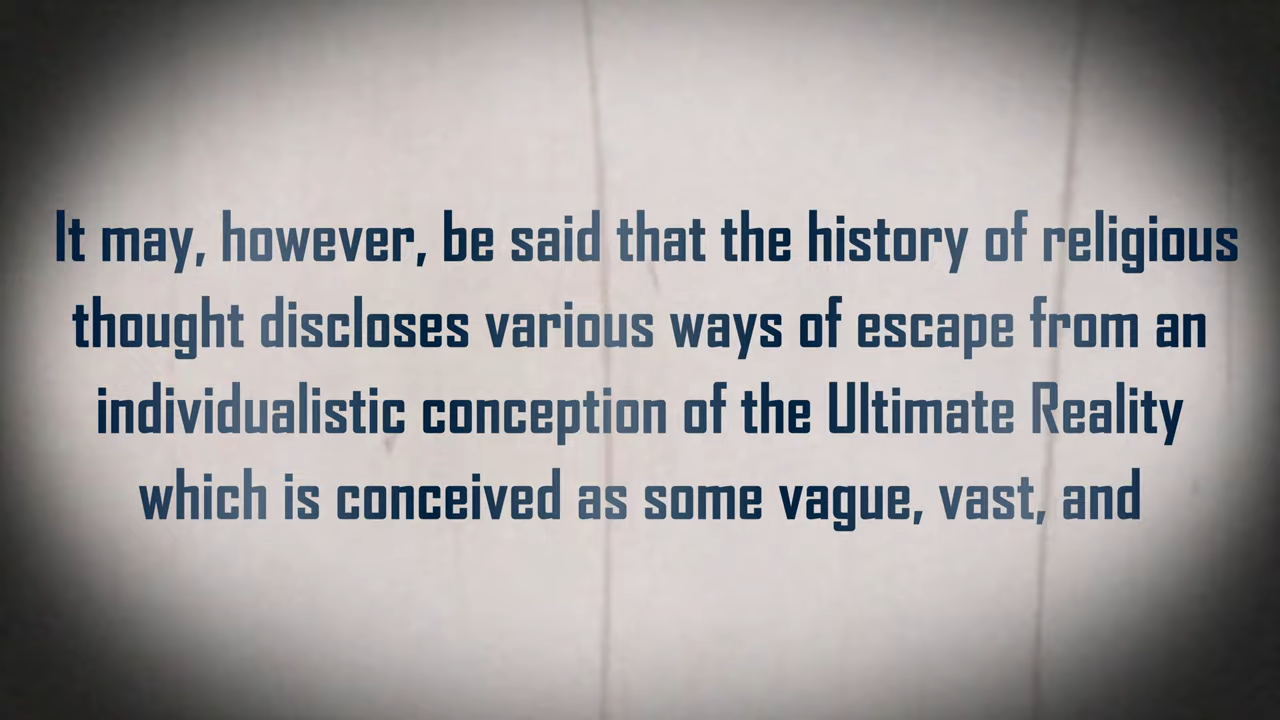 It may, however, be said that the history of religious
thought discloses various ways of escape from an
individualistic conception of the Ultimate Reality
which is conceived as some vague, vast, and